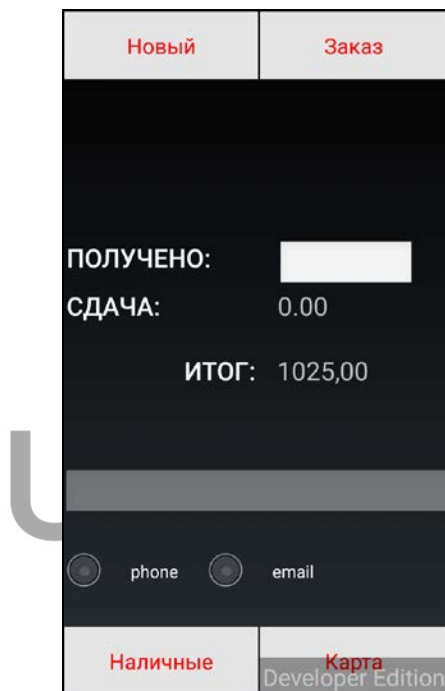 Новый Заказ
ПОЛУЧЕНО:
СДАЧА: 0.00
ИТОГ: 1025,00
phone email
Наличные Карта
Developer Edition